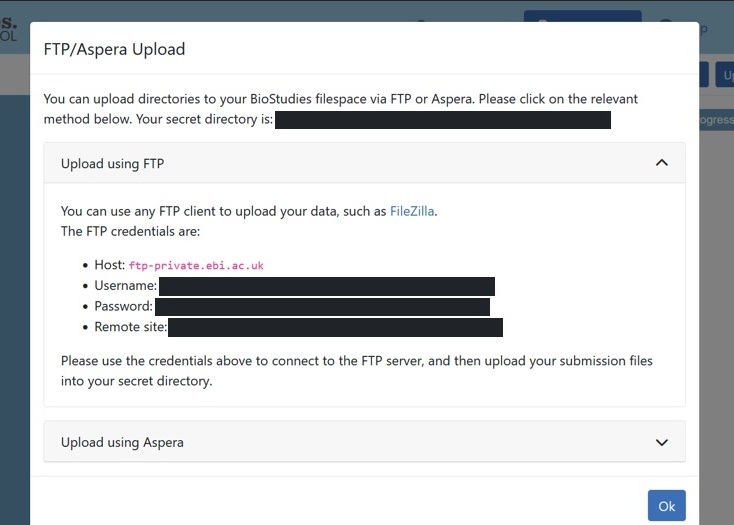 s.
OL
p
FTP/Aspera Upload
Up
You can upload directories to your BioStudies filespace via FTP or Aspera. Please click on the relevant
method below. Your secret directory is:
ogress
Upload using FTP
You can use any FTP client to upload your data, such as FileZilla.
The FTP credentials are:
• Host: ftp-private.ebi.ac.uk
• Username:
• Password:
• Remote site:
Please use the credentials above to connect to the FTP server, and then upload your submission files
into your secret directory.
Upload using Aspera
Ok